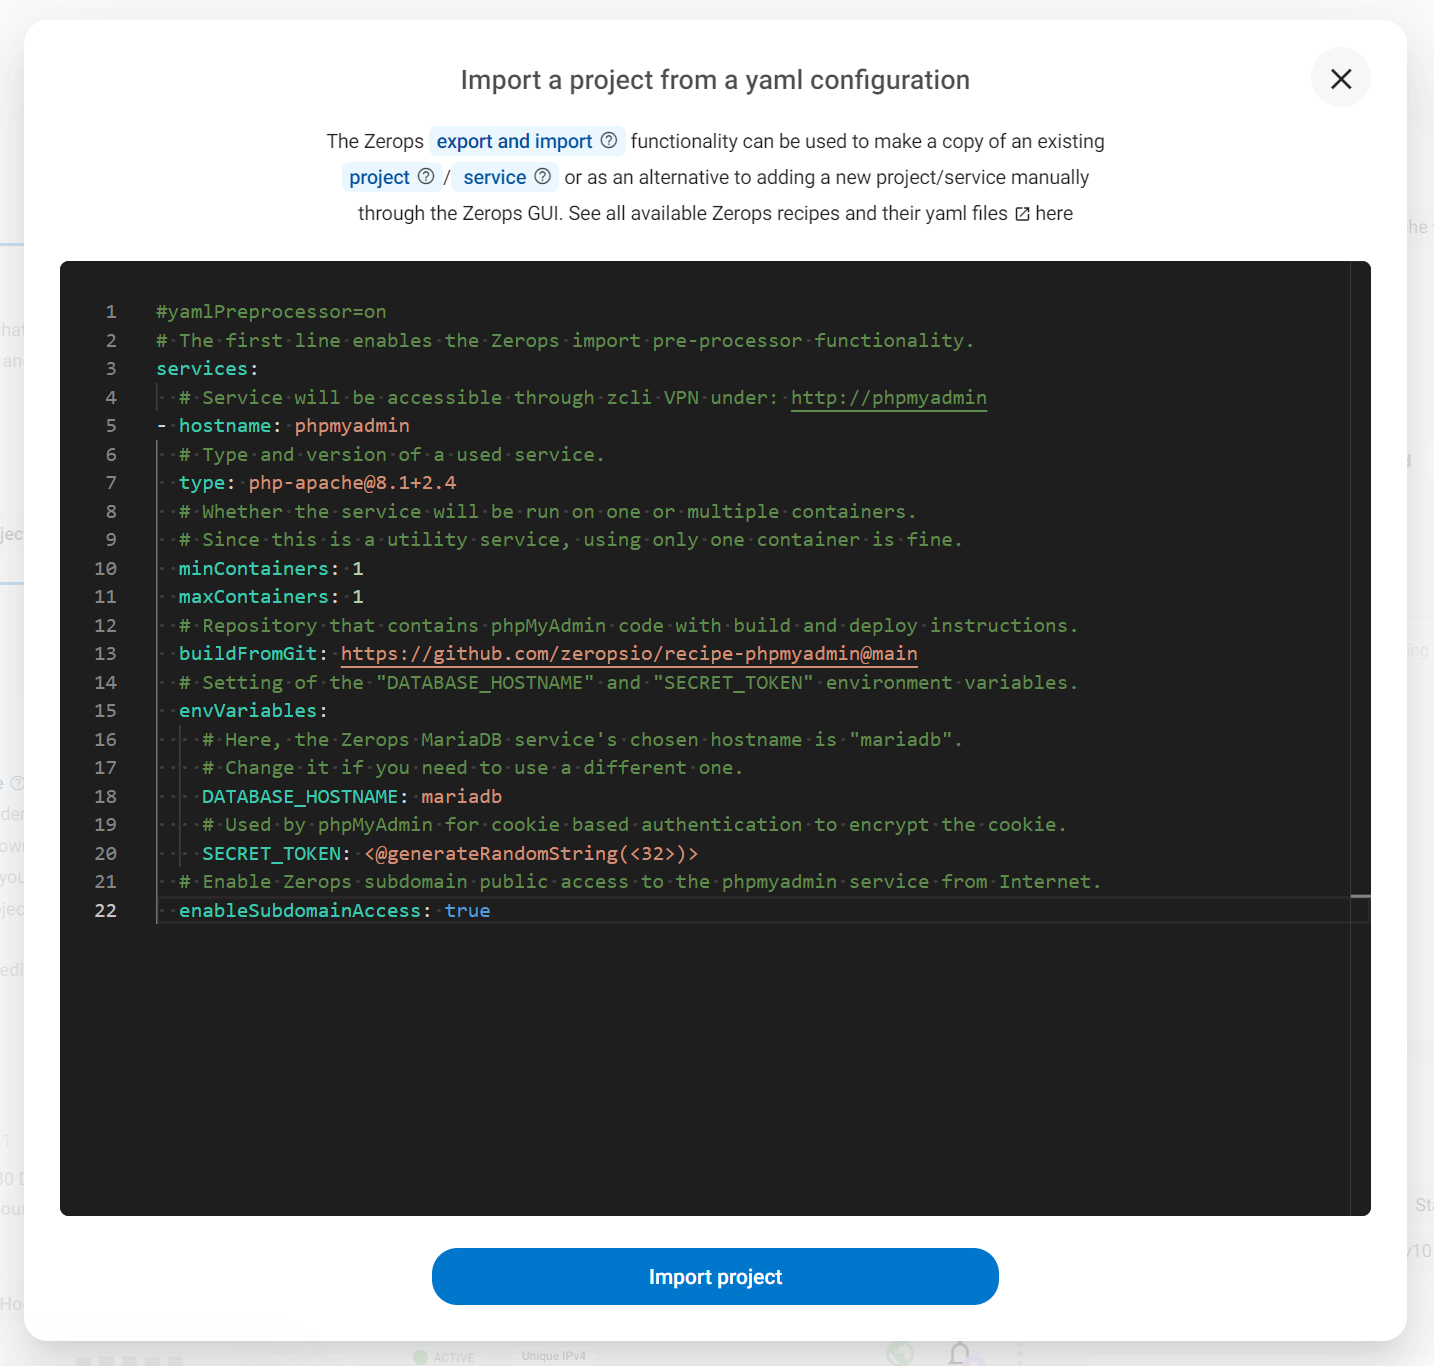 Import a project from a yaml configuration
The Zerops export and import functionality can be used to make a copy of an existing
project / service or as an alternative to adding a new project/service manually
through the Zerops GUI. See all available Zerops recipes and their yaml files here
1 #yamlPreprocessor=on
2 # The first line enables the Zerops import pre-processor functionality.
3 services:
4 # Service will be accessible through zcli VPN under: http://phpmyadmin
5 - hostname: phpmyadmin
6 # Type and version of a used service.
7 type: php-apache@8.1+2.4
8 # Whether the service will be run on one or multiple containers.
9 # Since this is a utility service, using only one container is fine.
10 minContainers: 1
11 maxContainers: 1
12 # Repository that contains phpMyAdmin code with build and deploy instructions.
13 buildFromGit: https://github.com/zeropsio/recipe-phpmyadmin@main
14 # Setting of the "DATABASE_HOSTNAME" and "SECRET_TOKEN" environment variables.
15 envVariables:
16 # Here, the Zerops MariaDB service's chosen hostname is "mariadb".
17 # Change it if you need to use a different one.
18 DATABASE_HOSTNAME: mariadb
19 # Used by phpMyAdmin for cookie based authentication to encrypt the cookie.
20 SECRET_TOKEN: <@generateRandomString(<32>)>
21 # Enable Zerops subdomain public access to the phpmyadmin service from Internet.
22 enableSubdomainAccess: true
Import project
ACTIVE
Unique IPv4